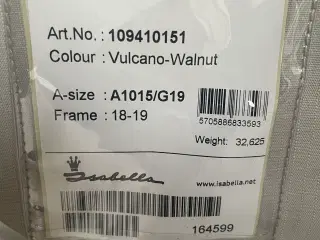 Art.No. : 109410151
Colour : Vulcano-Walnut
A-size : A1015/G19
Frame : 18-19
5705886833593
Weight: 32,625
Isabella
www.isabella.net
164599